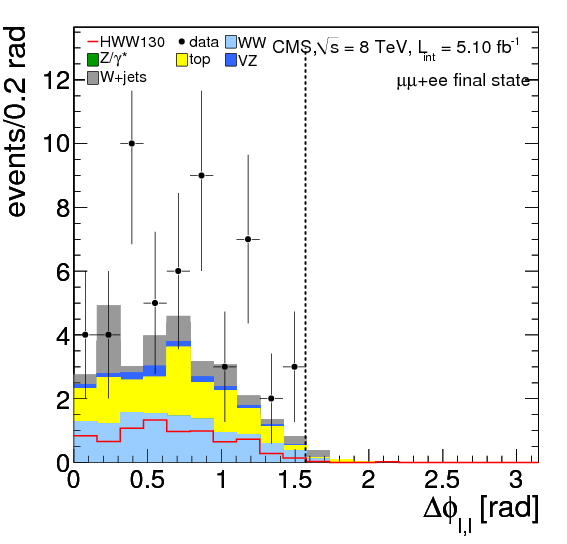 HWW130 data WW CMS,√s = 8 TeV, L_int = 5.10 fb⁻¹
Z/γ* top VZ
W+jets μμ+ee final state
events/0.2 rad
12
10
8
6
4
2
0
0 0.5 1 1.5 2 2.5 3
Δϕ_l,l [rad]